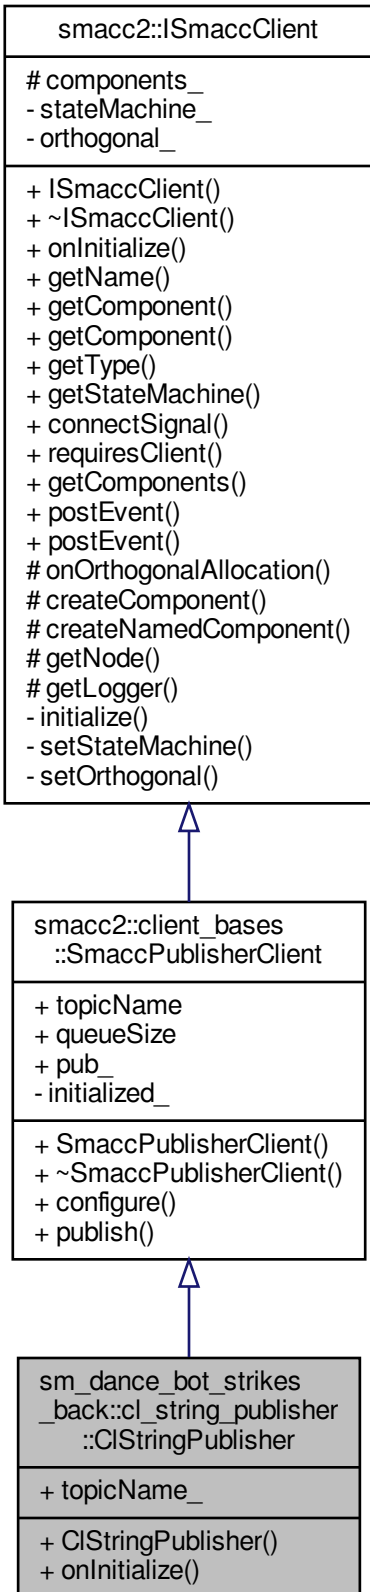 smacc2::ISmaccClient
# components_
- stateMachine_
- orthogonal_
+ ISmaccClient()
+ ~ISmaccClient()
+ onInitialize()
+ getName()
+ getComponent()
+ getComponent()
+ getType()
+ getStateMachine()
+ connectSignal()
+ requiresClient()
+ getComponents()
+ postEvent()
+ postEvent()
# onOrthogonalAllocation()
# createComponent()
# createNamedComponent()
# getNode()
# getLogger()
- initialize()
- setStateMachine()
- setOrthogonal()
smacc2::client_bases
::SmaccPublisherClient
+ topicName
+ queueSize
+ pub_
- initialized_
+ SmaccPublisherClient()
+ ~SmaccPublisherClient()
+ configure()
+ publish()
sm_dance_bot_strikes
_back::cl_string_publisher
::ClStringPublisher
+ topicName_
+ ClStringPublisher()
+ onInitialize()